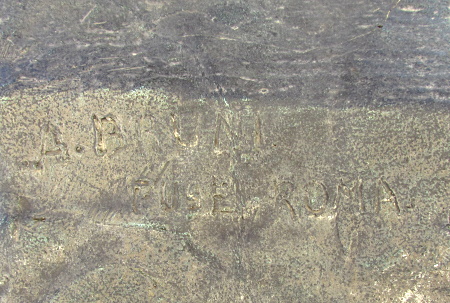 A. BRUNI.
FUSE. ROMA.